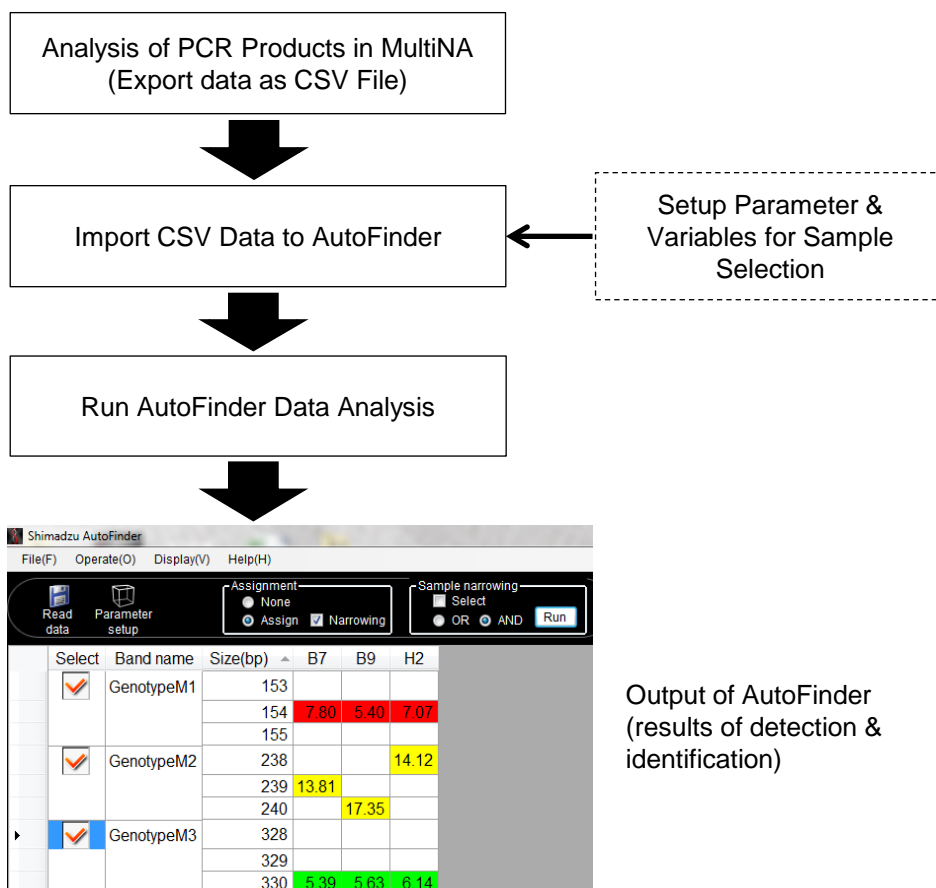 Analysis of PCR Products in MultiNA
(Export data as CSV File)
Import CSV Data to AutoFinder
Setup Parameter &
Variables for Sample
Selection
Run AutoFinder Data Analysis
Shimadzu AutoFinder
File(F) Operate(O) Display(V) Help(H)
Read
data
Parameter
setup
Assignment
None
Assign Narrowing
Sample narrowing
Select
OR AND Run
Select Band name Size(bp) B7 B9 H2
GenotypeM1 153
154 7.80 5.40 7.07
155
GenotypeM2 238 14.12
239 13.81
240 17.35
GenotypeM3 328
329
330 5.39 5.63 6.14
Output of AutoFinder
(results of detection &
identification)